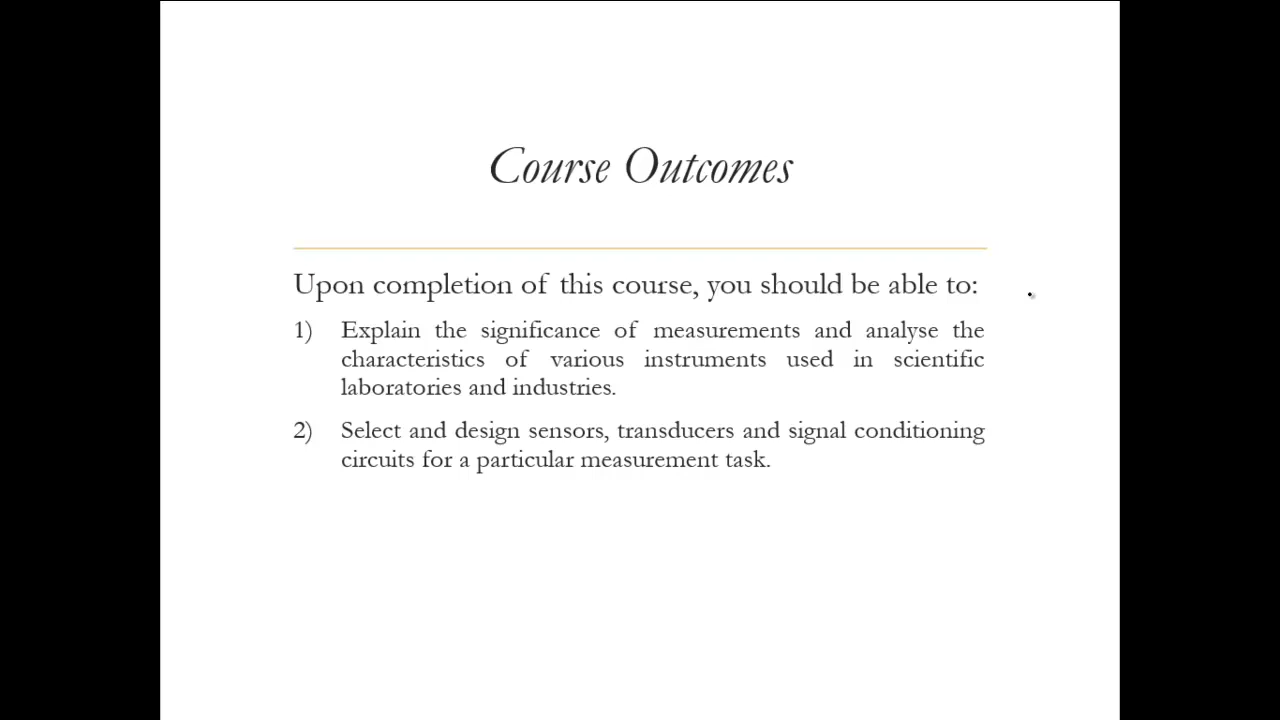 Course Outcomes
Upon completion of this course, you should be able to:
1) Explain the significance of measurements and analyse the
characteristics of various instruments used in scientific
laboratories and industries.
2) Select and design sensors, transducers and signal conditioning
circuits for a particular measurement task.